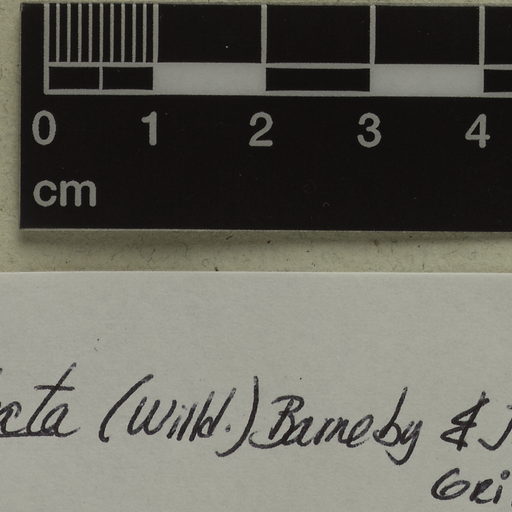 0 1 2 3 4
cm
cta (Willd.) Barneby & J
Gri